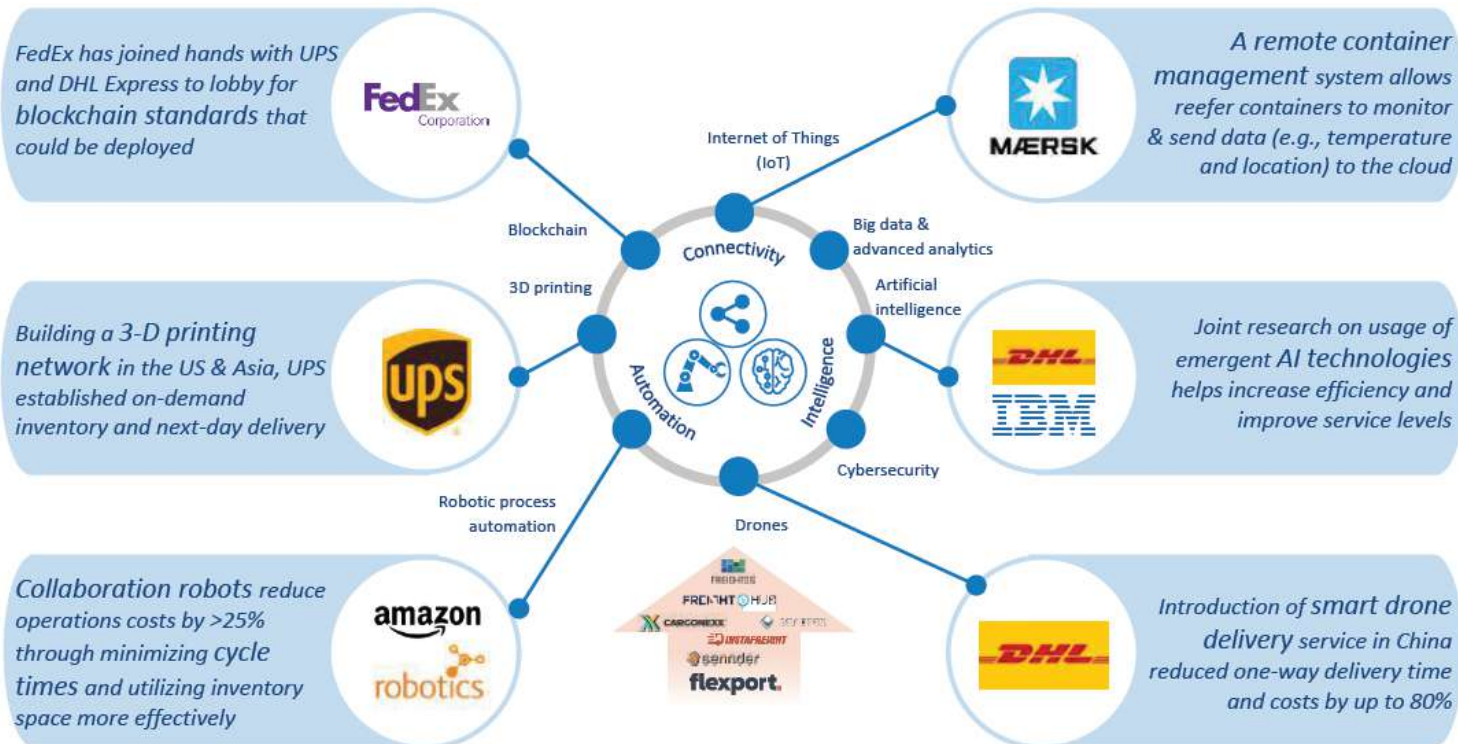 FedEx has joined hands with UPS
and DHL Express to lobby for
blockchain standards that
could be deployed
FedEx
Corporation
A remote container
management system allows
reefer containers to monitor
& send data (e.g., temperature
and location) to the cloud
MÆRSK
Internet of Things
(IoT)
Blockchain
Big data &
advanced analytics
3D printing
Artificial
intelligence
Connectivity
Automation
Intelligence
Building a 3-D printing
network in the US & Asia, UPS
established on-demand
inventory and next-day delivery
ups
DHL
IBM
Joint research on usage of
emergent AI technologies
helps increase efficiency and
improve service levels
Cybersecurity
Robotic process
automation
Drones
Collaboration robots reduce
operations costs by >25%
through minimizing cycle
times and utilizing inventory
space more effectively
amazon
robotics
FREIGHTOS
FREIGHT HUB
CARGONEXX
INSTAFREIGHT
sennder
flexport.
DHL
Introduction of smart drone
delivery service in China
reduced one-way delivery time
and costs by up to 80%